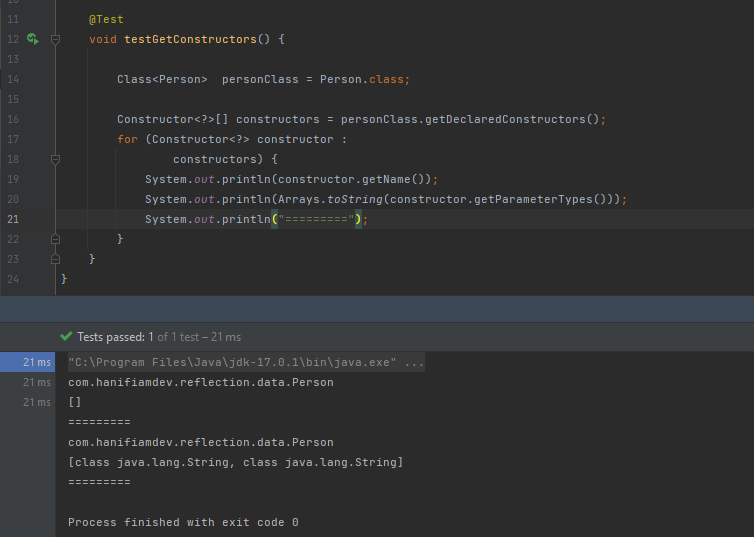 11 @Test
12 void testGetConstructors() {
13
14 Class<Person>  personClass = Person.class;
15
16 Constructor<?>[] constructors = personClass.getDeclaredConstructors();
17 for (Constructor<?> constructor :
18 constructors) {
19 System.out.println(constructor.getName());
20 System.out.println(Arrays.toString(constructor.getParameterTypes()));
21 System.out.println("=========");
22 }
23 }
24 }
Tests passed: 1 of 1 test – 21 ms
21 ms "C:\Program Files\Java\jdk-17.0.1\bin\java.exe" ...
21 ms com.hanifiamdev.reflection.data.Person
21 ms []
=========
com.hanifiamdev.reflection.data.Person
[class java.lang.String, class java.lang.String]
=========
Process finished with exit code 0